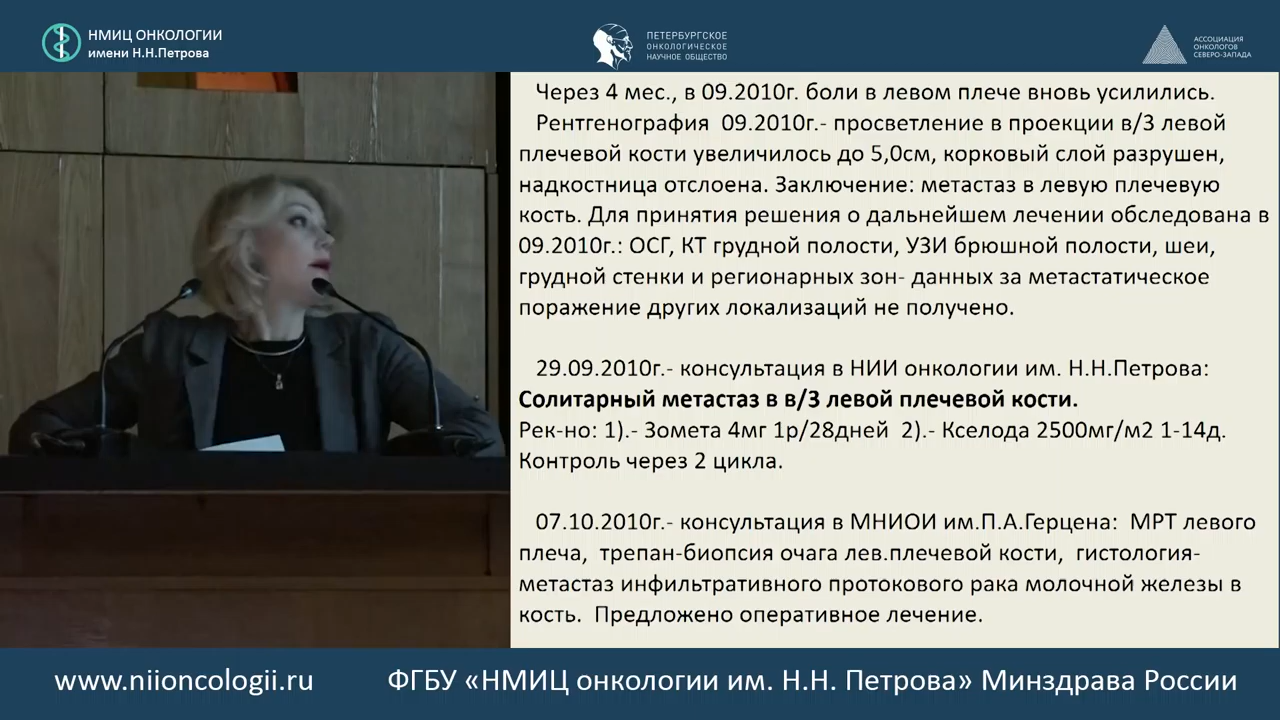 НМИЦ ОНКОЛОГИИ
имени Н.Н.Петрова
ПЕТЕРБУРГСКОЕ
ОНКОЛОГИЧЕСКОЕ
НАУЧНОЕ ОБЩЕСТВО
АССОЦИАЦИЯ
ОНКОЛОГОВ
СЕВЕРО-ЗАПАДА
Через 4 мес., в 09.2010г. боли в левом плече вновь усилились.
Рентгенография 09.2010г.- просветление в проекции в/3 левой
плечевой кости увеличилось до 5,0см, корковый слой разрушен,
надкостница отслоена. Заключение: метастаз в левую плечевую
кость. Для принятия решения о дальнейшем лечении обследована в
09.2010г.: ОСГ, КТ грудной полости, УЗИ брюшной полости, шеи,
грудной стенки и регионарных зон- данных за метастатическое
поражение других локализаций не получено.
29.09.2010г.- консультация в НИИ онкологии им. Н.Н.Петрова:
Солитарный метастаз в в/3 левой плечевой кости.
Рек-но: 1).- Зомета 4мг 1р/28дней 2).- Кселода 2500мг/м2 1-14д.
Контроль через 2 цикла.
07.10.2010г.- консультация в МНИОИ им.П.А.Герцена: МРТ левого
плеча, трепан-биопсия очага лев.плечевой кости, гистология-
метастаз инфильтративного протокового рака молочной железы в
кость. Предложено оперативное лечение.
www.niioncologii.ru
ФГБУ «НМИЦ онкологии им. Н.Н. Петрова» Минздрава России